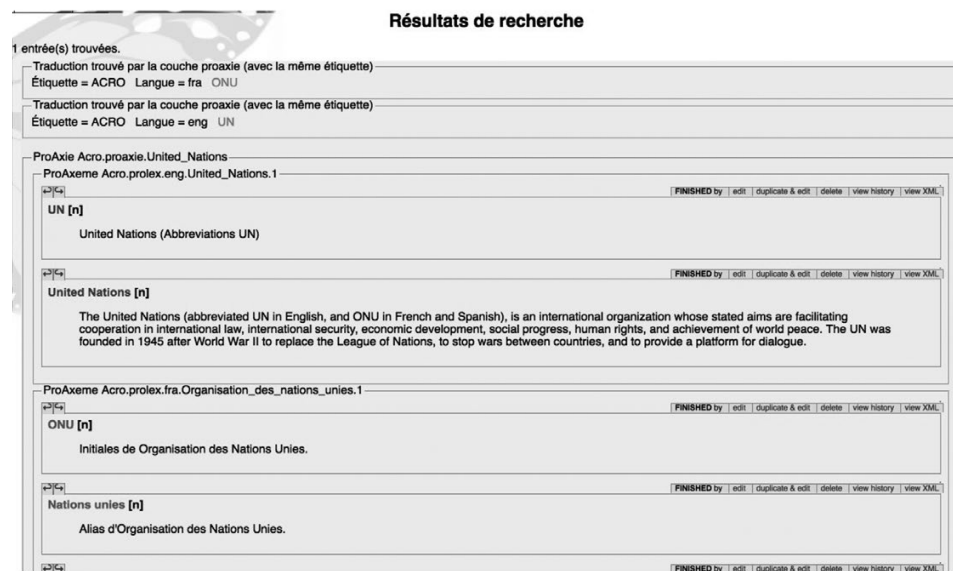 Résultats de recherche
1 entrée(s) trouvées.
Traduction trouvé par la couche proaxie (avec la même étiquette)
Étiquette = ACRO Langue = fra ONU
Traduction trouvé par la couche proaxie (avec la même étiquette)
Étiquette = ACRO Langue = eng UN
ProAxie Acro.proaxie.United_Nations
ProAxeme Acro.prolex.eng.United_Nations.1
FINISHED by | edit | duplicate & edit | delete | view history | view XML
UN [n]
United Nations (Abbreviations UN)
FINISHED by | edit | duplicate & edit | delete | view history | view XML
United Nations [n]
The United Nations (abbreviated UN in English, and ONU in French and Spanish), is an international organization whose stated aims are facilitating
cooperation in international law, international security, economic development, social progress, human rights, and achievement of world peace. The UN was
founded in 1945 after World War II to replace the League of Nations, to stop wars between countries, and to provide a platform for dialogue.
ProAxeme Acro.prolex.fra.Organisation_des_nations_unies.1
FINISHED by | edit | duplicate & edit | delete | view history | view XML
ONU [n]
Initiales de Organisation des Nations Unies.
FINISHED by | edit | duplicate & edit | delete | view history | view XML
Nations unies [n]
Alias d'Organisation des Nations Unies.
FINISHED by | edit | duplicate & edit | delete | view history | view XML